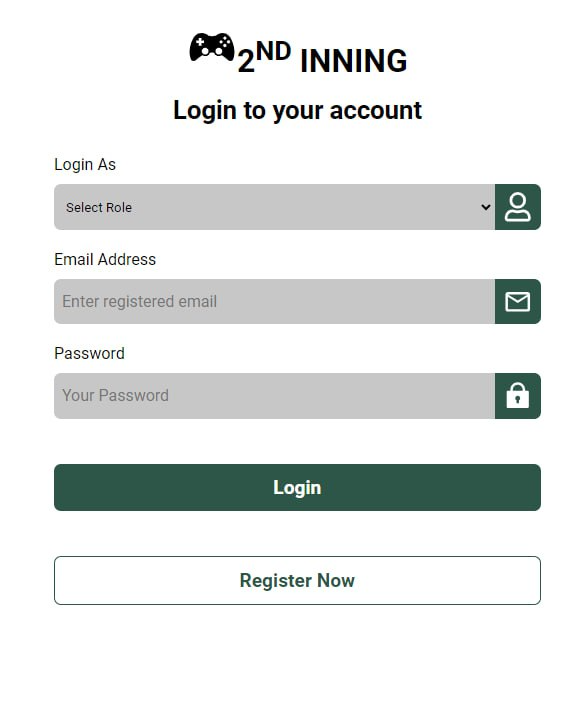 2ND INNING
Login to your account
Login As
Select Role
Email Address
Enter registered email
Password
Your Password
Login
Register Now